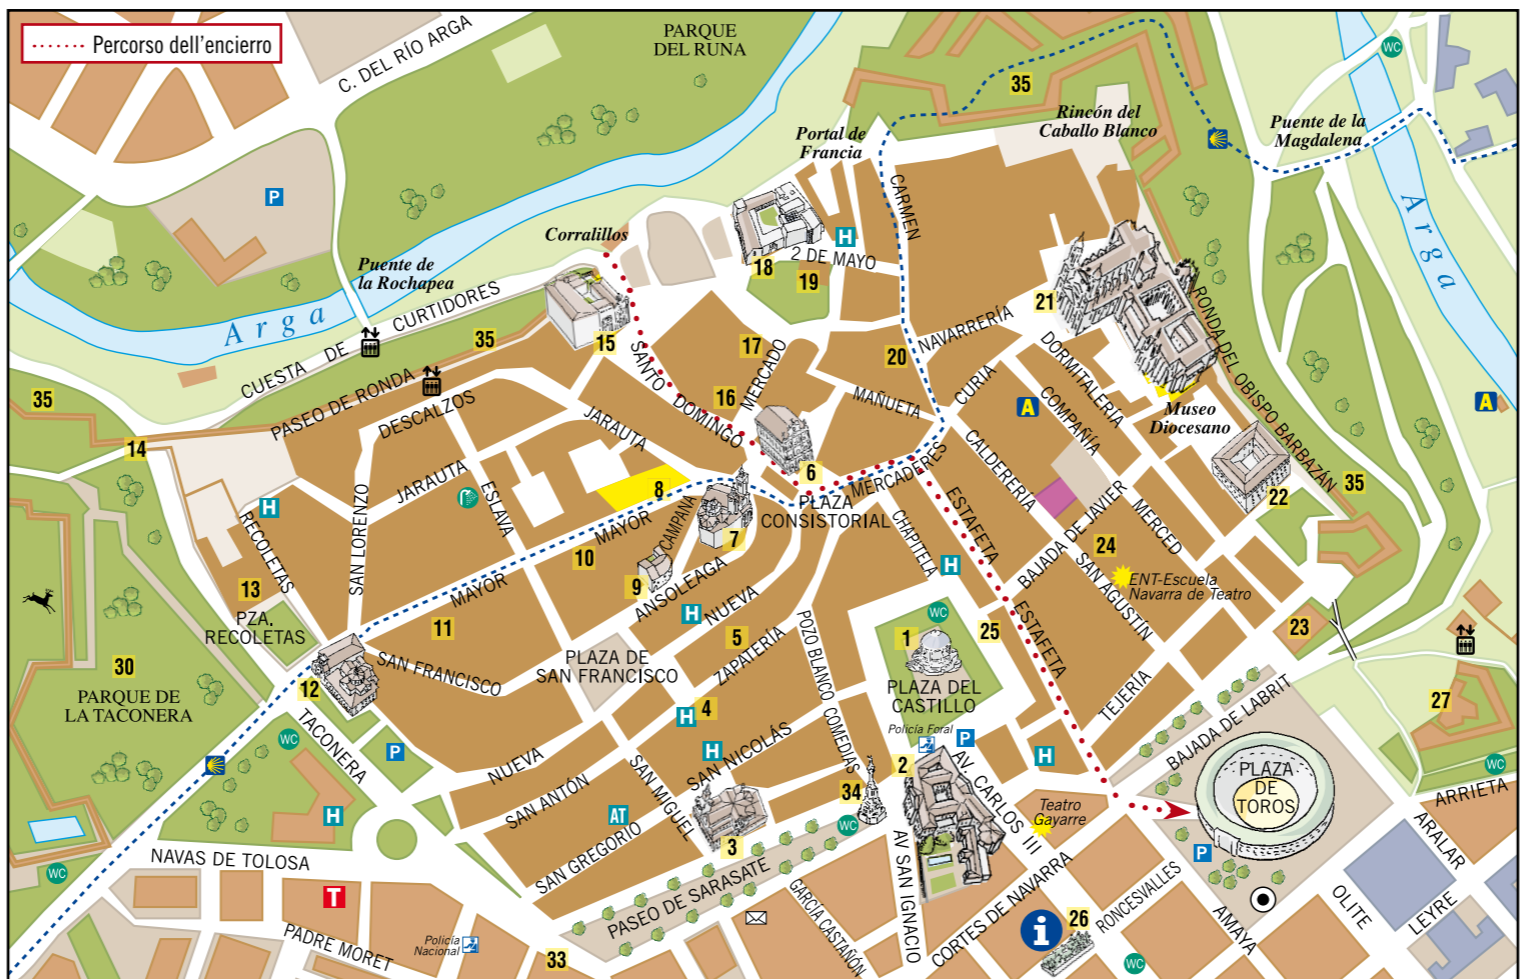 Percorso dell'encierro
C. DEL RÍO ARGA
PARQUE
DEL RUNA
WC
35
Rincón del
Caballo Blanco
Puente de la
Magdalena
Portal de
Francia
P
Corralillos
CARMEN
H
2 DE MAYO
18
19
Arga
Puente de
la Rochapea
Arga
CUESTA DE CURTIDORES
21
RONDA DEL OBISPO BARBAZÁN
NAVARRERÍA
15
SANTO DOMINGO
17
MERCADO
20
DORMITALERÍA
35
PASEO DE RONDA
35
16
MAÑUETA
CURIA
COMPAÑÍA
A
A
Museo
Diocesano
DESCALZOS
JARAUTA
14
6
MERCADERES
CALDERERÍA
22
35
JARAUTA
ESLAVA
8
PLAZA
CONSISTORIAL
ESTAFETA
BAJADA DE JAVIER
MERCED
H
RECOLETAS
SAN LORENZO
MAYOR
CAMPANA
7
CHAPITELA
24
10
9
ANSOLEAGA
H
SAN AGUSTÍN
ENT-Escuela
Navarra de Teatro
13
MAYOR
H
NUEVA
ESTAFETA
WC
PZA.
RECOLETAS
11
5
ZAPATERÍA
POZO BLANCO
1
25
23
30
PARQUE DE
LA TACONERA
SAN FRANCISCO
PLAZA DE
SAN FRANCISCO
PLAZA DEL
CASTILLO
TEJERÍA
27
12
4
H
COMEDIAS
BAJADA DE LABRIT
TACONERA
WC
P
H
SAN NICOLÁS
Policía Foral
P
H
NUEVA
2
AV. CARLOS III
PLAZA
DE
TOROS
WC
ARRIETA
SAN ANTÓN
SAN MIGUEL
34
Teatro
Gayarre
H
AT
WC
ARALAR
SAN GREGORIO
3
AV SAN IGNACIO
P
NAVAS DE TOLOSA
WC
T
PASEO DE SARASATE
GARCIA CASTAÑÓN
CORTES DE NAVARRA
RONCESVALLES
OLITE
LEYRE
AMAYA
i
26
PADRE MORET
Policía
Nacional
33
WC